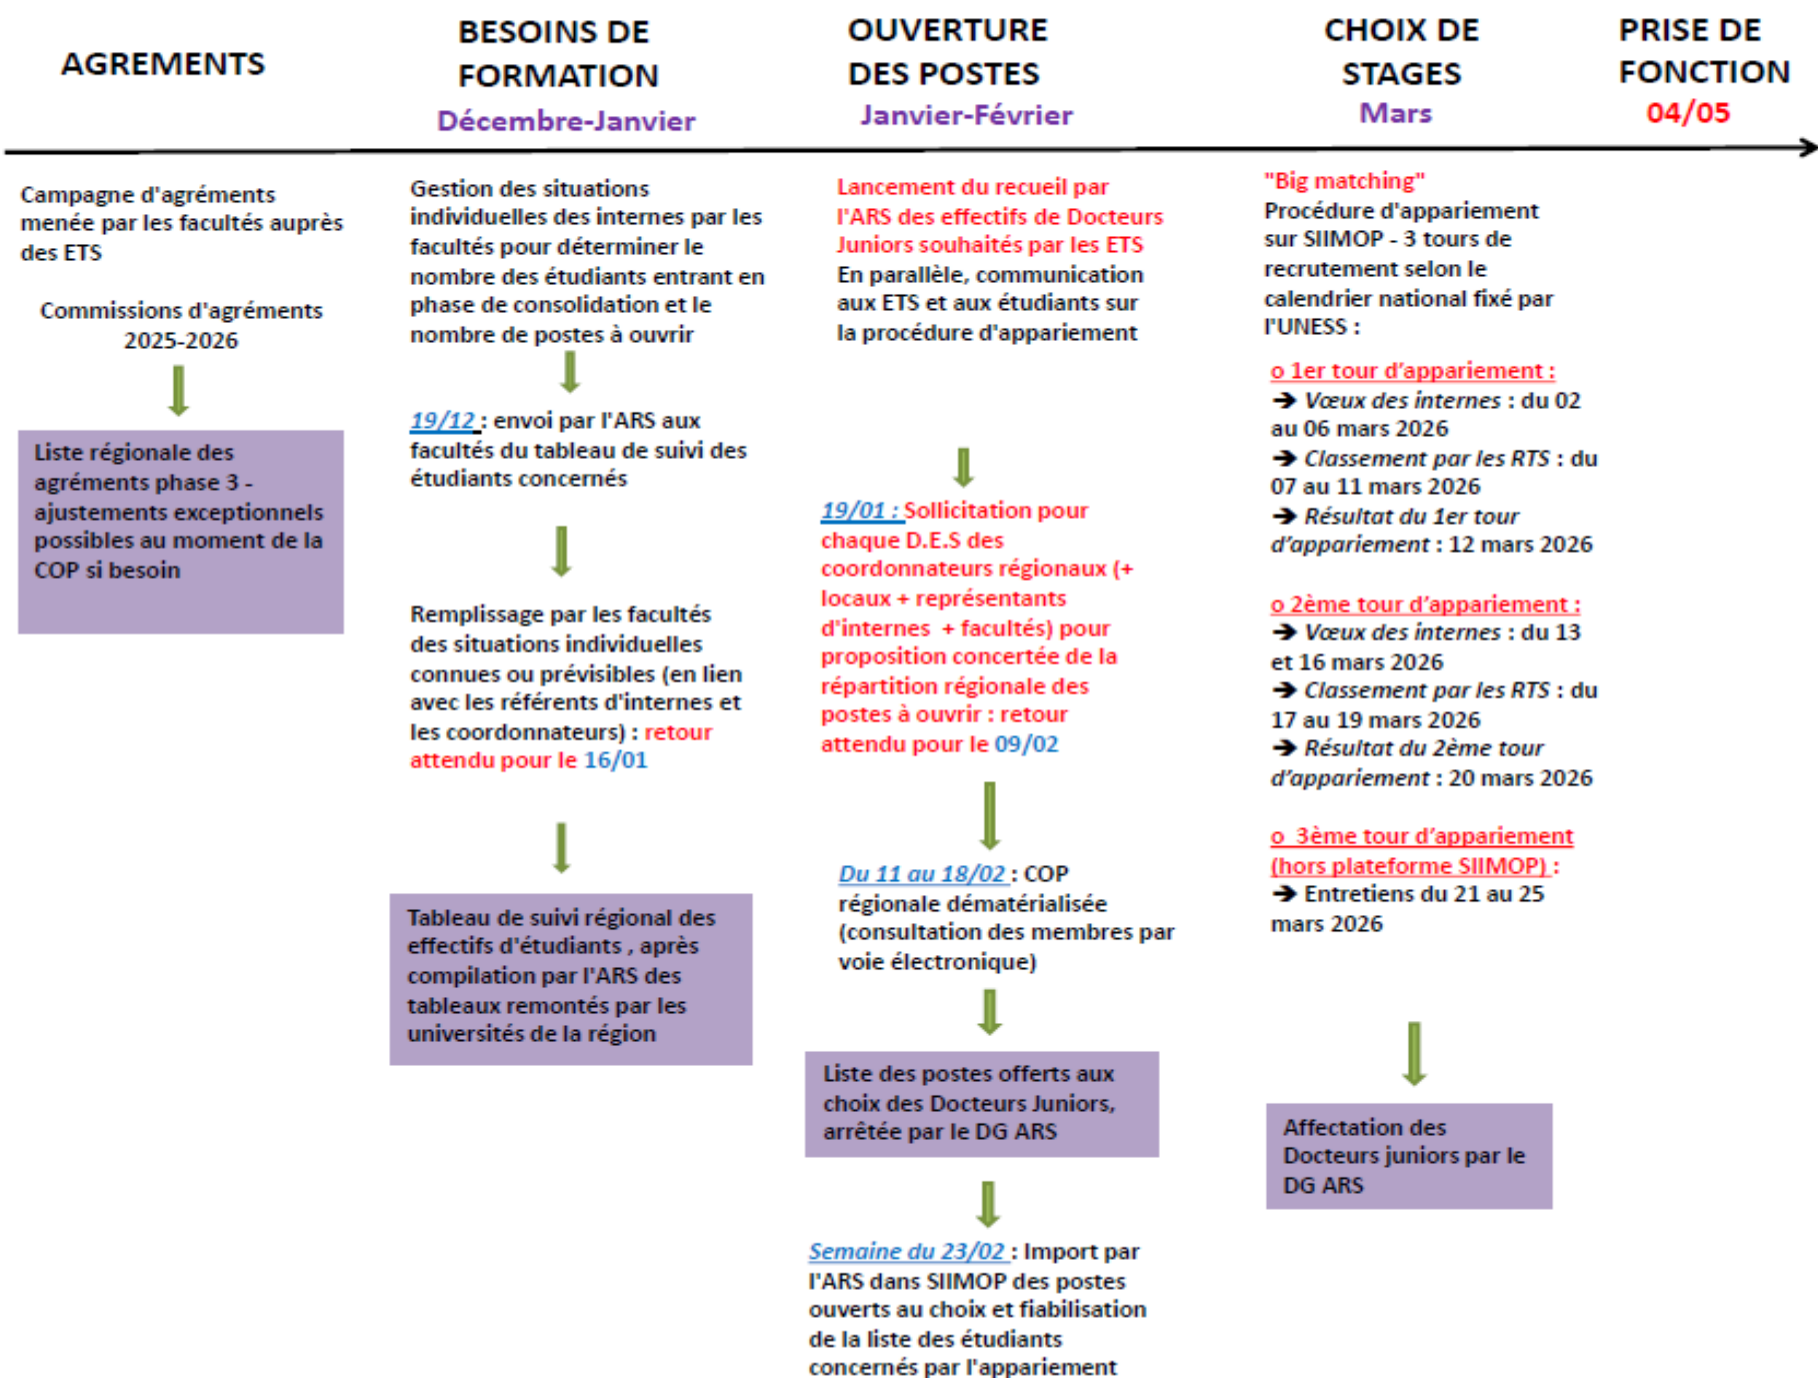 AGREMENTS
Campagne d'agréments
menée par les facultés auprès
des ETS
Commissions d'agréments
2025-2026
Liste régionale des
agréments phase 3 -
ajustements exceptionnels
possibles au moment de la
COP si besoin
BESOINS DE
FORMATION
Décembre-Janvier
Gestion des situations
individuelles des internes par les
facultés pour déterminer le
nombre des étudiants entrant en
phase de consolidation et le
nombre de postes à ouvrir
19/12 : envoi par l'ARS aux
facultés du tableau de suivi des
étudiants concernés
Remplissage par les facultés
des situations individuelles
connues ou prévisibles (en lien
avec les référents d'internes et
les coordonnateurs) : retour
attendu pour le 16/01
Tableau de suivi régional des
effectifs d'étudiants , après
compilation par l'ARS des
tableaux remontés par les
universités de la région
OUVERTURE
DES POSTES
Janvier-Février
Lancement du recueil par
l'ARS des effectifs de Docteurs
Juniors souhaités par les ETS
En parallèle, communication
aux ETS et aux étudiants sur
la procédure d'appariement
19/01 : Sollicitation pour
chaque D.E.S des
coordonnateurs régionaux (+
locaux + représentants
d'internes + facultés) pour
proposition concertée de la
répartition régionale des
postes à ouvrir : retour
attendu pour le 09/02
Du 11 au 18/02 : COP
régionale dématérialisée
(consultation des membres par
voie électronique)
Liste des postes offerts aux
choix des Docteurs Juniors,
arrêtée par le DG ARS
Semaine du 23/02 : Import par
l'ARS dans SIIMOP des postes
ouverts au choix et fiabilisation
de la liste des étudiants
concernés par l'appariement
CHOIX DE
STAGES
Mars
"Big matching"
Procédure d'appariement
sur SIIMOP - 3 tours de
recrutement selon le
calendrier national fixé par
l'UNESS :
o 1er tour d'appariement :
➔ Vœux des internes : du 02
au 06 mars 2026
➔ Classement par les RTS : du
07 au 11 mars 2026
➔ Résultat du 1er tour
d'appariement : 12 mars 2026
o 2ème tour d'appariement :
➔ Vœux des internes : du 13
et 16 mars 2026
➔ Classement par les RTS : du
17 au 19 mars 2026
➔ Résultat du 2ème tour
d'appariement : 20 mars 2026
o 3ème tour d'appariement
(hors plateforme SIIMOP) :
➔ Entretiens du 21 au 25
mars 2026
Affectation des
Docteurs juniors par le
DG ARS
PRISE DE
FONCTION
04/05